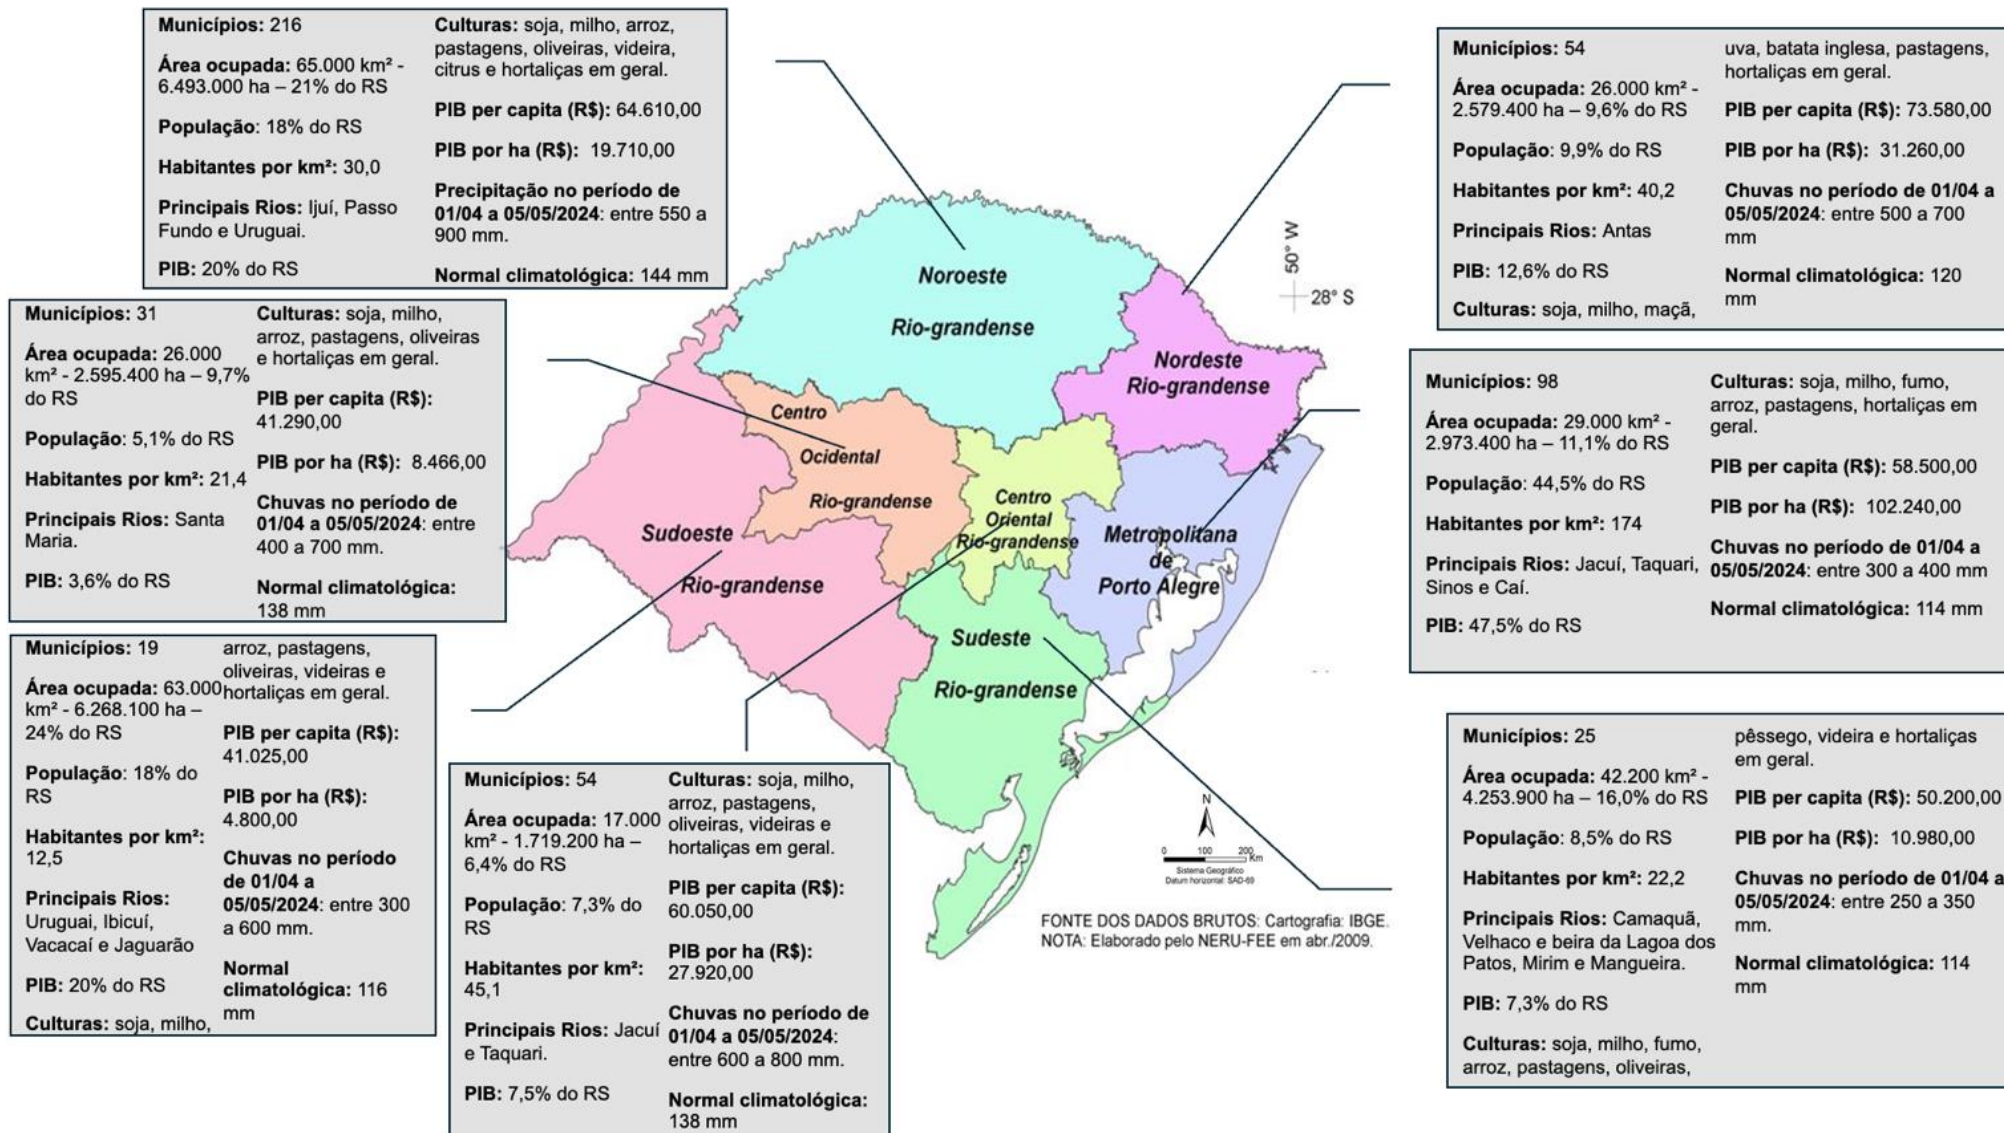 Municípios: 216
Área ocupada: 65.000 km² -
6.493.000 ha – 21% do RS
População: 18% do RS
Habitantes por km²: 30,0
Principais Rios: Ijuí, Passo
Fundo e Uruguai.
PIB: 20% do RS
Culturas: soja, milho, arroz,
pastagens, oliveiras, videira,
citrus e hortaliças em geral.
PIB per capita (R$): 64.610,00
PIB por ha (R$): 19.710,00
Precipitação no período de
01/04 a 05/05/2024: entre 550 a
900 mm.
Normal climatológica: 144 mm
Municípios: 54
Área ocupada: 26.000 km² -
2.579.400 ha – 9,6% do RS
População: 9,9% do RS
Habitantes por km²: 40,2
Principais Rios: Antas
PIB: 12,6% do RS
Culturas: soja, milho, maçã,
uva, batata inglesa, pastagens,
hortaliças em geral.
PIB per capita (R$): 73.580,00
PIB por ha (R$): 31.260,00
Chuvas no período de 01/04 a
05/05/2024: entre 500 a 700
mm
Normal climatológica: 120
mm
Municípios: 31
Área ocupada: 26.000
km² - 2.595.400 ha – 9,7%
do RS
População: 5,1% do RS
Habitantes por km²: 21,4
Principais Rios: Santa
Maria.
PIB: 3,6% do RS
Culturas: soja, milho,
arroz, pastagens, oliveiras
e hortaliças em geral.
PIB per capita (R$):
41.290,00
PIB por ha (R$): 8.466,00
Chuvas no período de
01/04 a 05/05/2024: entre
400 a 700 mm.
Normal climatológica:
138 mm
Municípios: 98
Área ocupada: 29.000 km² -
2.973.400 ha – 11,1% do RS
População: 44,5% do RS
Habitantes por km²: 174
Principais Rios: Jacuí, Taquari,
Sinos e Caí.
PIB: 47,5% do RS
Culturas: soja, milho, fumo,
arroz, pastagens, hortaliças em
geral.
PIB per capita (R$): 58.500,00
PIB por ha (R$): 102.240,00
Chuvas no período de 01/04 a
05/05/2024: entre 300 a 400 mm
Normal climatológica: 114 mm
Municípios: 19
Área ocupada: 63.000
km² - 6.268.100 ha –
24% do RS
População: 18% do
RS
Habitantes por km²:
12,5
Principais Rios:
Uruguai, Ibicuí,
Vacacaí e Jaguarão
PIB: 20% do RS
Culturas: soja, milho,
arroz, pastagens,
oliveiras, videiras e
hortaliças em geral.
PIB per capita (R$):
41.025,00
PIB por ha (R$):
4.800,00
Chuvas no período
de 01/04 a
05/05/2024: entre 300
a 600 mm.
Normal
climatológica: 116
mm
Municípios: 54
Área ocupada: 17.000
km² - 1.719.200 ha –
6,4% do RS
População: 7,3% do
RS
Habitantes por km²:
45,1
Principais Rios: Jacuí
e Taquari.
PIB: 7,5% do RS
Culturas: soja, milho,
arroz, pastagens,
oliveiras, videiras e
hortaliças em geral.
PIB per capita (R$):
60.050,00
PIB por ha (R$):
27.920,00
Chuvas no período de
01/04 a 05/05/2024:
entre 600 a 800 mm.
Normal climatológica:
138 mm
Municípios: 25
Área ocupada: 42.200 km² -
4.253.900 ha – 16,0% do RS
População: 8,5% do RS
Habitantes por km²: 22,2
Principais Rios: Camaquã,
Velhaco e beira da Lagoa dos
Patos, Mirim e Mangueira.
PIB: 7,3% do RS
Culturas: soja, milho, fumo,
arroz, pastagens, oliveiras,
pêssego, videira e hortaliças
em geral.
PIB per capita (R$): 50.200,00
PIB por ha (R$): 10.980,00
Chuvas no período de 01/04 a
05/05/2024: entre 250 a 350
mm.
Normal climatológica: 114
mm
50° W
28° S
Noroeste
Rio-grandense
Nordeste
Rio-grandense
Centro
Ocidental
Rio-grandense
Centro
Oriental
Rio-grandense
Sudoeste
Rio-grandense
Metropolitana
de
Porto Alegre
Sudeste
Rio-grandense
N
0 100 200 Km
Sistema Geográfico
Datum horizontal: SAD-69
FONTE DOS DADOS BRUTOS: Cartografia: IBGE.
NOTA: Elaborado pelo NERU-FEE em abr./2009.